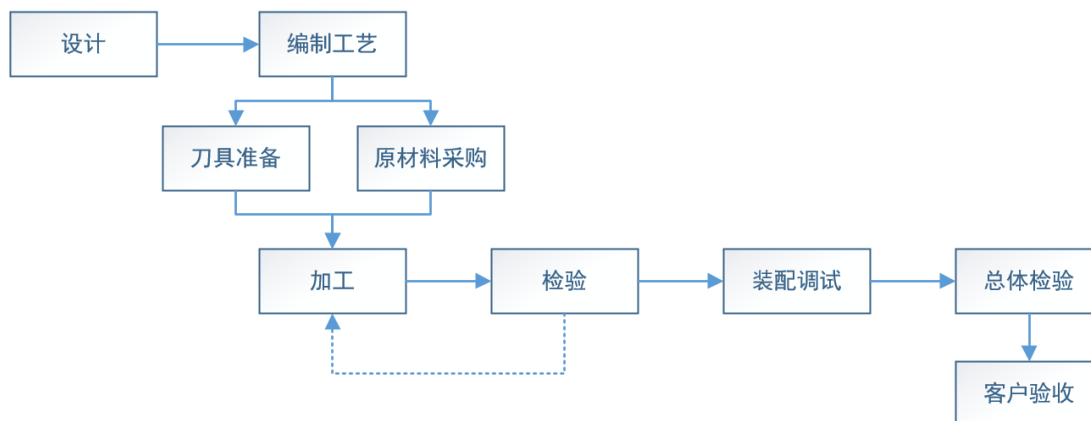 设计
编制工艺
刀具准备
原材料采购
加工
检验
装配调试
总体检验
客户验收